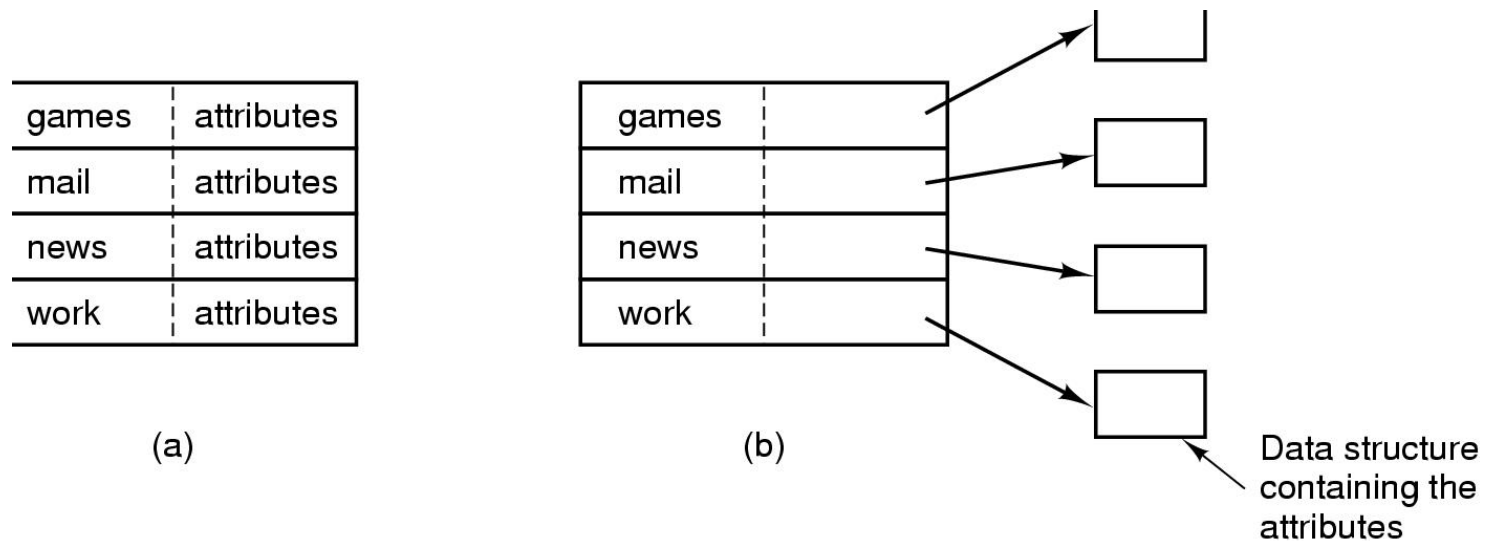 games attributes
mail attributes
news attributes
work attributes
(a)
games
mail
news
work
(b)
Data structure
containing the
attributes